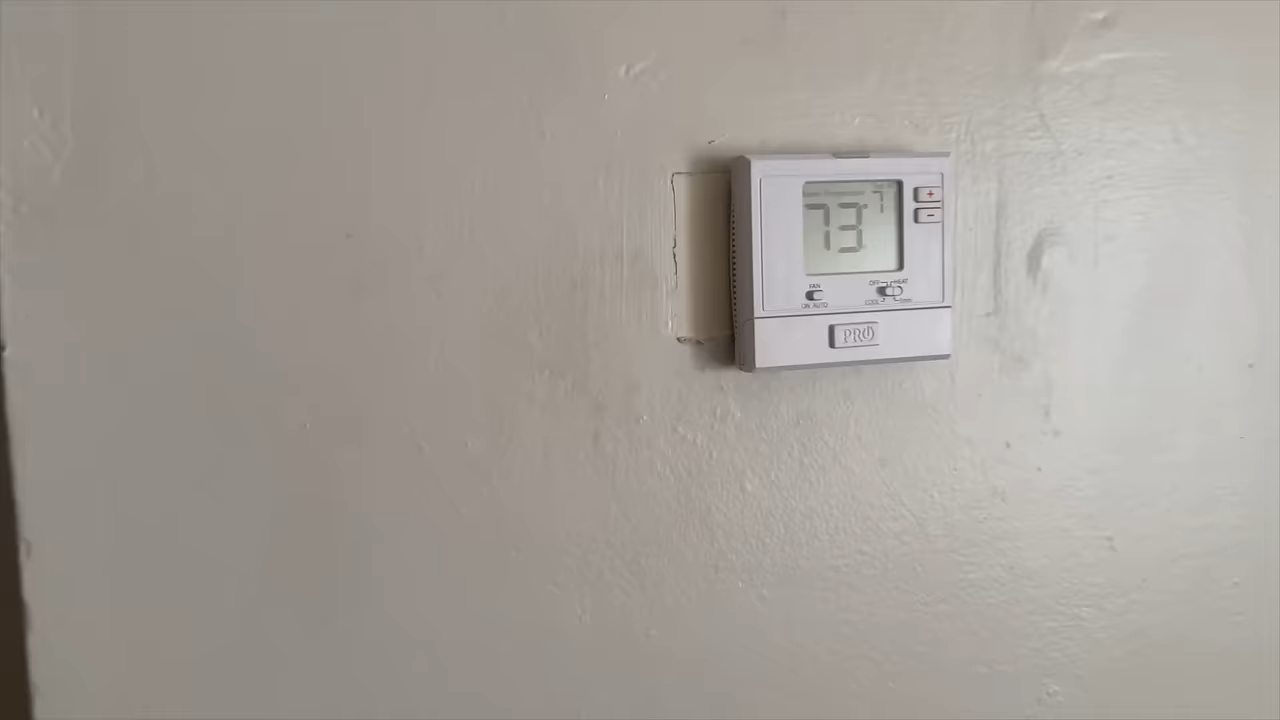 73
+
-
FAN
ON AUTO
OFF HEAT
COOL
PRO